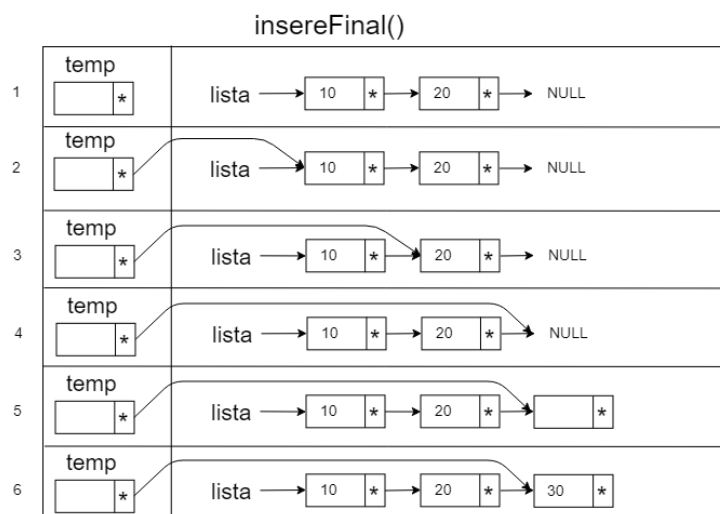 insereFinal()
temp
1 * lista 10 * 20 * NULL
temp
2 * lista 10 * 20 * NULL
temp
3 * lista 10 * 20 * NULL
temp
4 * lista 10 * 20 * NULL
temp
5 * lista 10 * 20 * *
temp
6 * lista 10 * 20 * 30 *